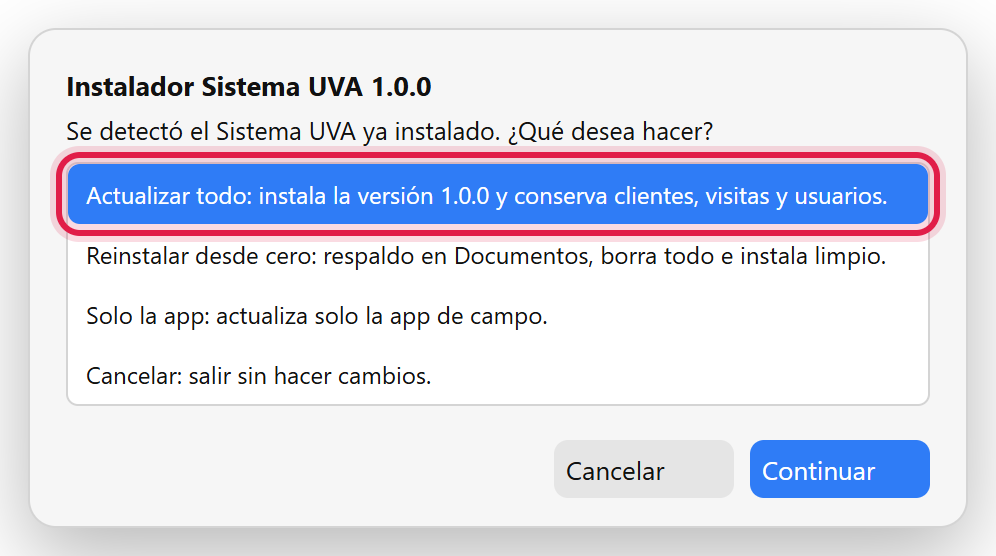 Instalador Sistema UVA 1.0.0
Se detectó el Sistema UVA ya instalado. ¿Qué desea hacer?
Actualizar todo: instala la versión 1.0.0 y conserva clientes, visitas y usuarios.
Reinstalar desde cero: respaldo en Documentos, borra todo e instala limpio.
Solo la app: actualiza solo la app de campo.
Cancelar: salir sin hacer cambios.
Cancelar
Continuar